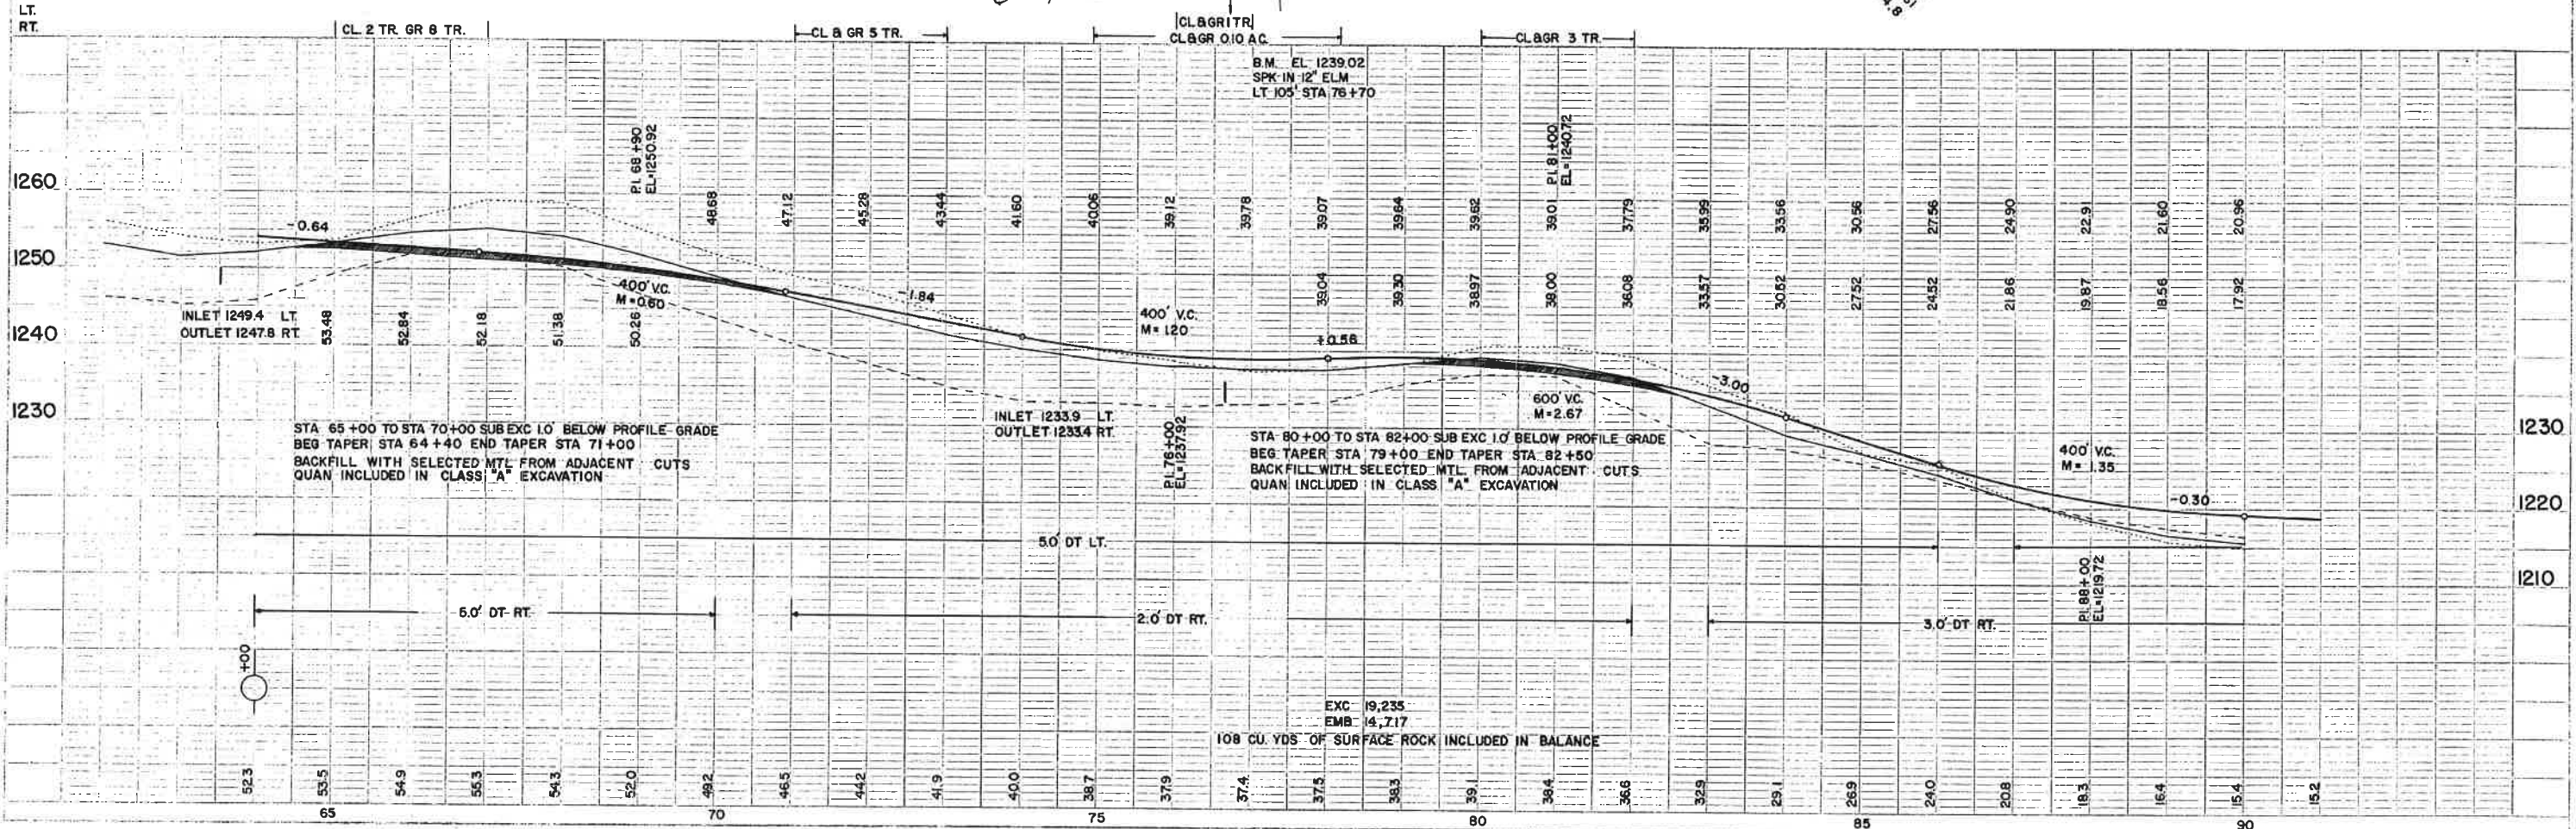 LT.
RT.
CL. 2 TR. GR 8 TR.
CL & GR 5 TR.
CL&GR 1 TR.
CL&GR 0.10 AC.
CL&GR 3 TR.
B.M. EL 1239.02
SPK IN 12" ELM
LT 105' STA 76+70
P.I. 68+90
EL=1250.92
P.I. 81+00
EL=1240.72
1260
1250
1240
1230
-0.64
48.68
47.12
45.28
43.44
41.60
40.06
39.12
39.78
39.07
39.64
39.62
39.01
37.79
35.99
33.56
30.56
27.56
24.90
22.91
21.60
20.96
39.04
39.30
38.97
38.00
36.08
33.57
30.52
27.52
24.52
21.86
19.87
18.56
17.92
400' V.C.
M=0.60
-1.84
400' V.C.
M= 1.20
+0.56
-3.00
600' V.C.
M=2.67
400' V.C.
M= 1.35
-0.30
INLET 1249.4 LT.
OUTLET 1247.8 RT.
53.48
52.84
52.18
51.38
50.26
INLET 1233.9 LT.
OUTLET 1233.4 RT.
P.I. 76+00
EL=1237.92
STA 65+00 TO STA 70+00 SUB EXC 1.0' BELOW PROFILE GRADE
BEG TAPER STA 64+40 END TAPER STA 71+00
BACKFILL WITH SELECTED MTL FROM ADJACENT CUTS
QUAN INCLUDED IN CLASS "A" EXCAVATION
STA 80+00 TO STA 82+00 SUB EXC 1.0' BELOW PROFILE GRADE
BEG TAPER STA 79+00 END TAPER STA 82+50
BACKFILL WITH SELECTED MTL FROM ADJACENT CUTS
QUAN INCLUDED IN CLASS "A" EXCAVATION
1230
1220
1210
5.0' DT LT.
P.I. 88+00
EL=1219.72
2.0' DT RT.
3.0' DT RT.
+00
EXC 19,235
EMB 14,717
108 CU. YDS OF SURFACE ROCK INCLUDED IN BALANCE
52.3
53.5
54.9
55.3
54.3
52.0
49.2
46.5
44.2
41.9
40.0
38.7
37.9
37.4
37.5
38.3
39.1
38.4
36.6
32.9
29.1
26.9
24.0
20.8
18.3
16.4
15.4
15.2
65
70
75
80
85
90